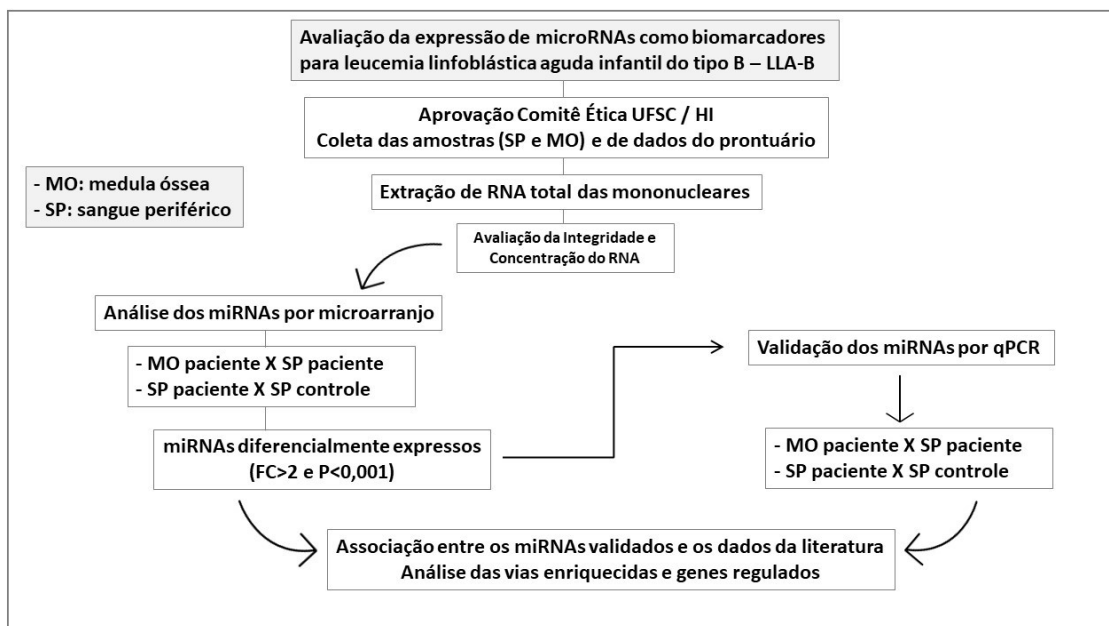 Avaliação da expressão de microRNAs como biomarcadores
para leucemia linfoblástica aguda infantil do tipo B – LLA-B
Aprovação Comitê Ética UFSC / HI
Coleta das amostras (SP e MO) e de dados do prontuário
- MO: medula óssea
- SP: sangue periférico
Extração de RNA total das mononucleares
Avaliação da Integridade e
Concentração do RNA
Análise dos miRNAs por microarranjo
- MO paciente X SP paciente
- SP paciente X SP controle
miRNAs diferencialmente expressos
(FC>2 e P<0,001)
Validação dos miRNAs por qPCR
- MO paciente X SP paciente
- SP paciente X SP controle
Associação entre os miRNAs validados e os dados da literatura
Análise das vias enriquecidas e genes regulados